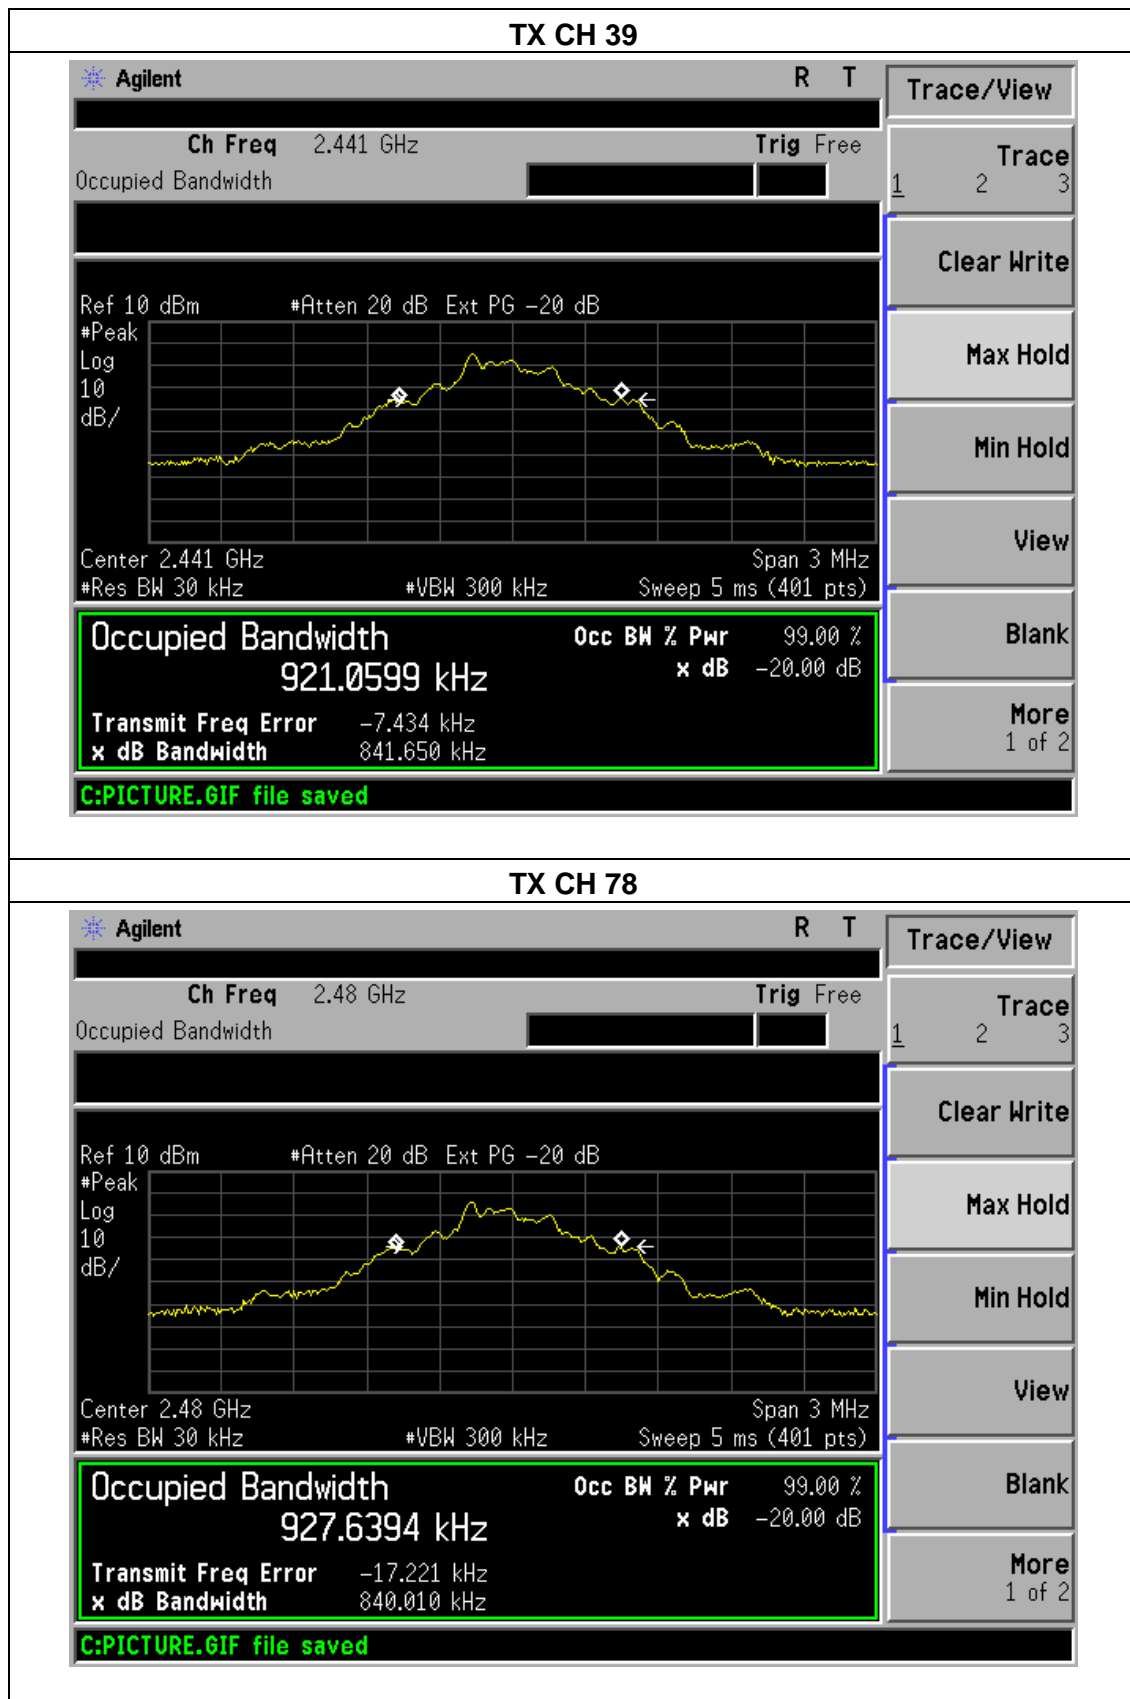 TX CH 39
Agilent R T
Trace/View
Ch Freq 2.441 GHz Trig Free
Occupied Bandwidth
Trace
1 2 3
Clear Write
Ref 10 dBm #Atten 20 dB Ext PG -20 dB
#Peak
Log
10
dB/
Max Hold
Min Hold
View
Center 2.441 GHz Span 3 MHz
#Res BW 30 kHz #VBW 300 kHz Sweep 5 ms (401 pts)
Occupied Bandwidth Occ BW % Pwr 99.00 %
921.0599 kHz x dB -20.00 dB
Blank
Transmit Freq Error -7.434 kHz
x dB Bandwidth 841.650 kHz
More
1 of 2
C:PICTURE.GIF file saved
TX CH 78
Agilent R T
Trace/View
Ch Freq 2.48 GHz Trig Free
Occupied Bandwidth
Trace
1 2 3
Clear Write
Ref 10 dBm #Atten 20 dB Ext PG -20 dB
#Peak
Log
10
dB/
Max Hold
Min Hold
View
Center 2.48 GHz Span 3 MHz
#Res BW 30 kHz #VBW 300 kHz Sweep 5 ms (401 pts)
Occupied Bandwidth Occ BW % Pwr 99.00 %
927.6394 kHz x dB -20.00 dB
Blank
Transmit Freq Error -17.221 kHz
x dB Bandwidth 840.010 kHz
More
1 of 2
C:PICTURE.GIF file saved